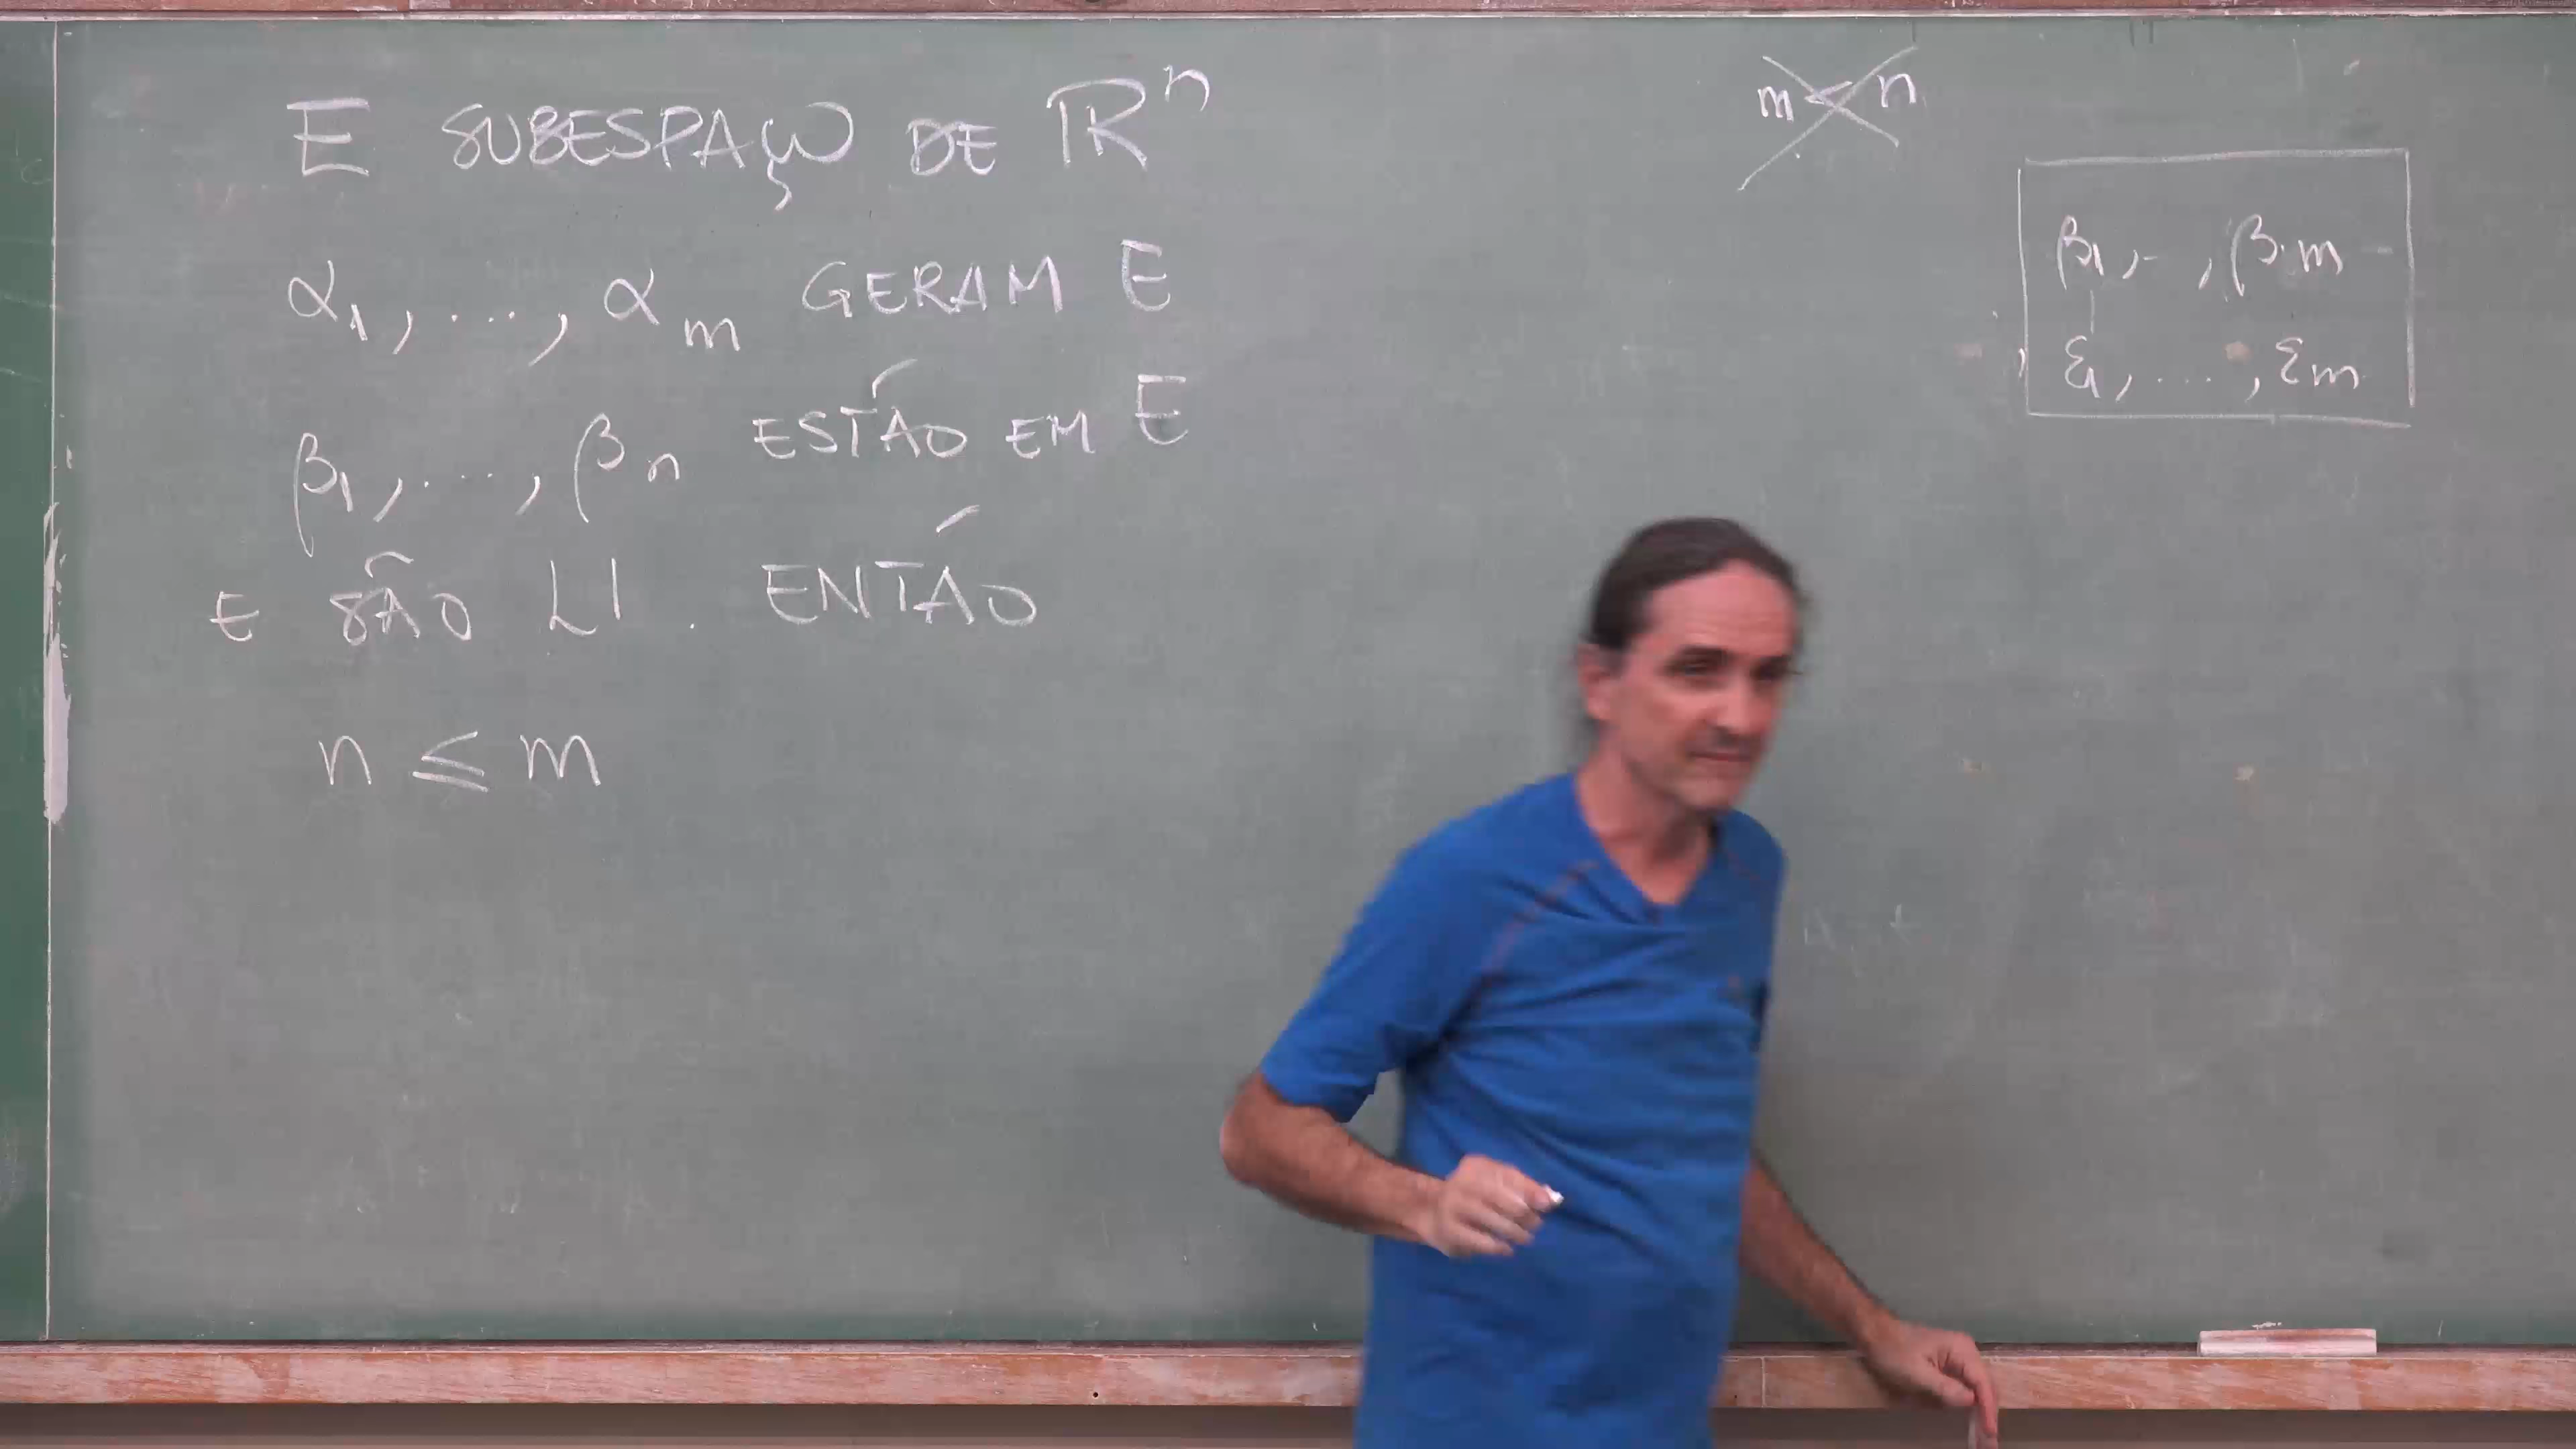 E SUBESPAÇO DE ℝⁿ
α₁, ..., αₘ GERAM E
β₁, ..., βₙ ESTÃO EM E
E SÃO LI. ENTÃO
n ≤ m
m < n
β₁, .. , βₘ
ε₁, ...., εₘ